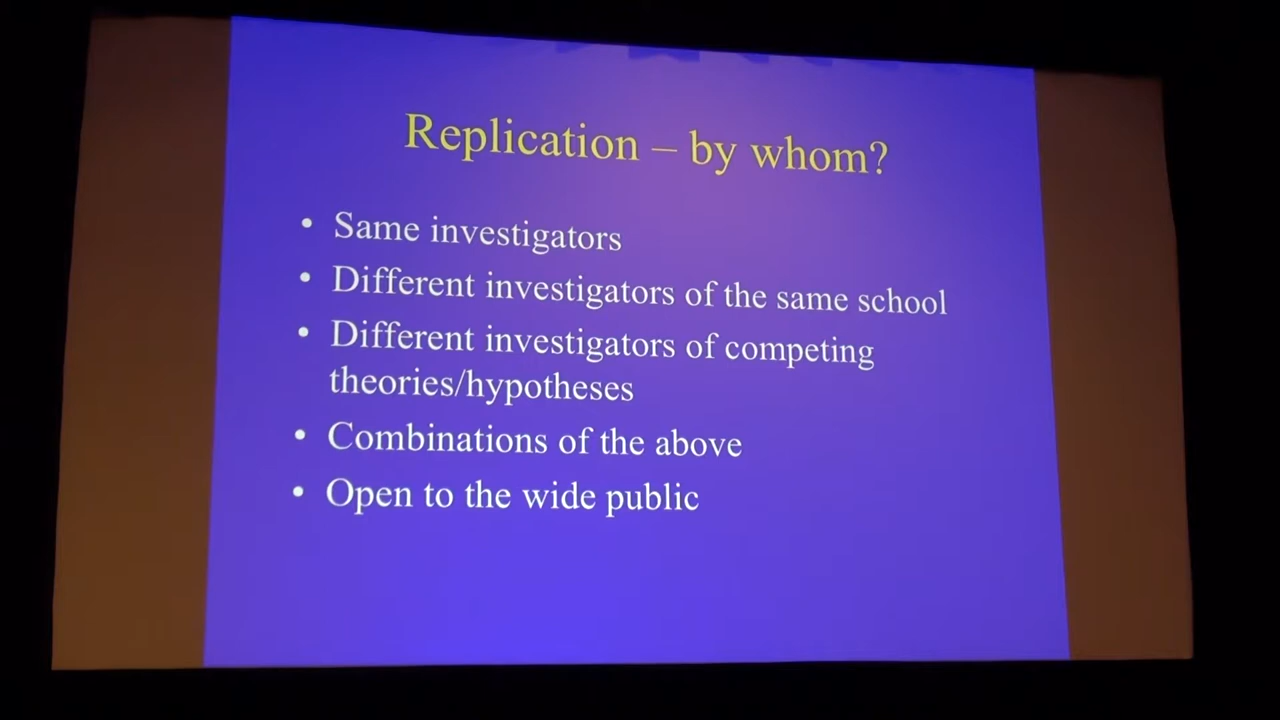 Replication – by whom?
• Same investigators
• Different investigators of the same school
• Different investigators of competing
theories/hypotheses
• Combinations of the above
• Open to the wide public